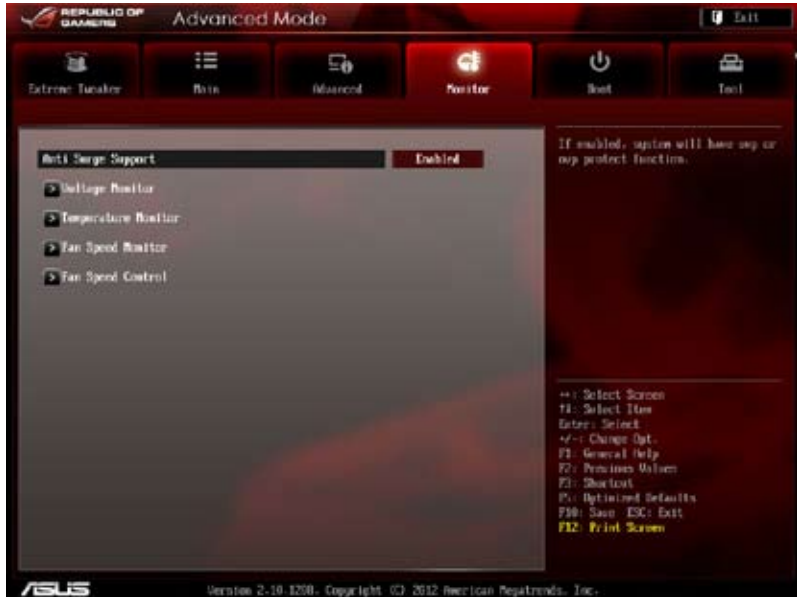 REPUBLIC OF GAMERS Advanced Mode Exit
Extreme Tweaker Main Advanced Monitor Boot Tool
Anti Surge Support Enabled
> Voltage Monitor
> Temperature Monitor
> Fan Speed Monitor
> Fan Speed Control
If enabled, system will have ovp or
protect function.
: Select Screen
: Select Item
Enter: Select
+/-: Change Opt.
F1: General Help
F2: Previous Values
F3: Shortcut
F5: Optimized Defaults
F10: Save ESC: Exit
F12: Print Screen
ASUS Version 2.10.1208. Copyright (C) 2012 American Megatrends, Inc.